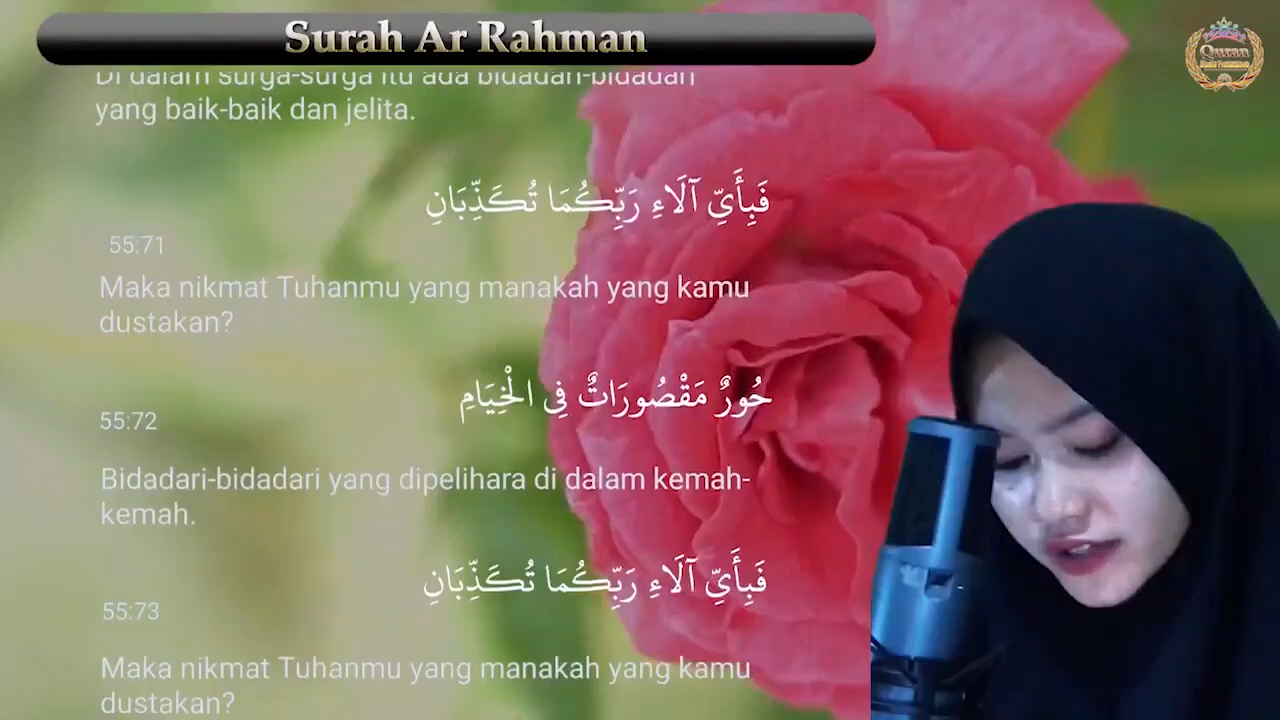 Surah Ar Rahman
Quran
Di dalam surga-surga itu ada bidadari-bidadari
yang baik-baik dan jelita.
فَبِأَيِّ آلَاءِ رَبِّكُمَا تُكَذِّبَانِ
55:71
Maka nikmat Tuhanmu yang manakah yang kamu
dustakan?
حُورٌ مَقْصُورَاتٌ فِي الْخِيَامِ
55:72
Bidadari-bidadari yang dipelihara di dalam kemah-
kemah.
فَبِأَيِّ آلَاءِ رَبِّكُمَا تُكَذِّبَانِ
55:73
Maka nikmat Tuhanmu yang manakah yang kamu
dustakan?